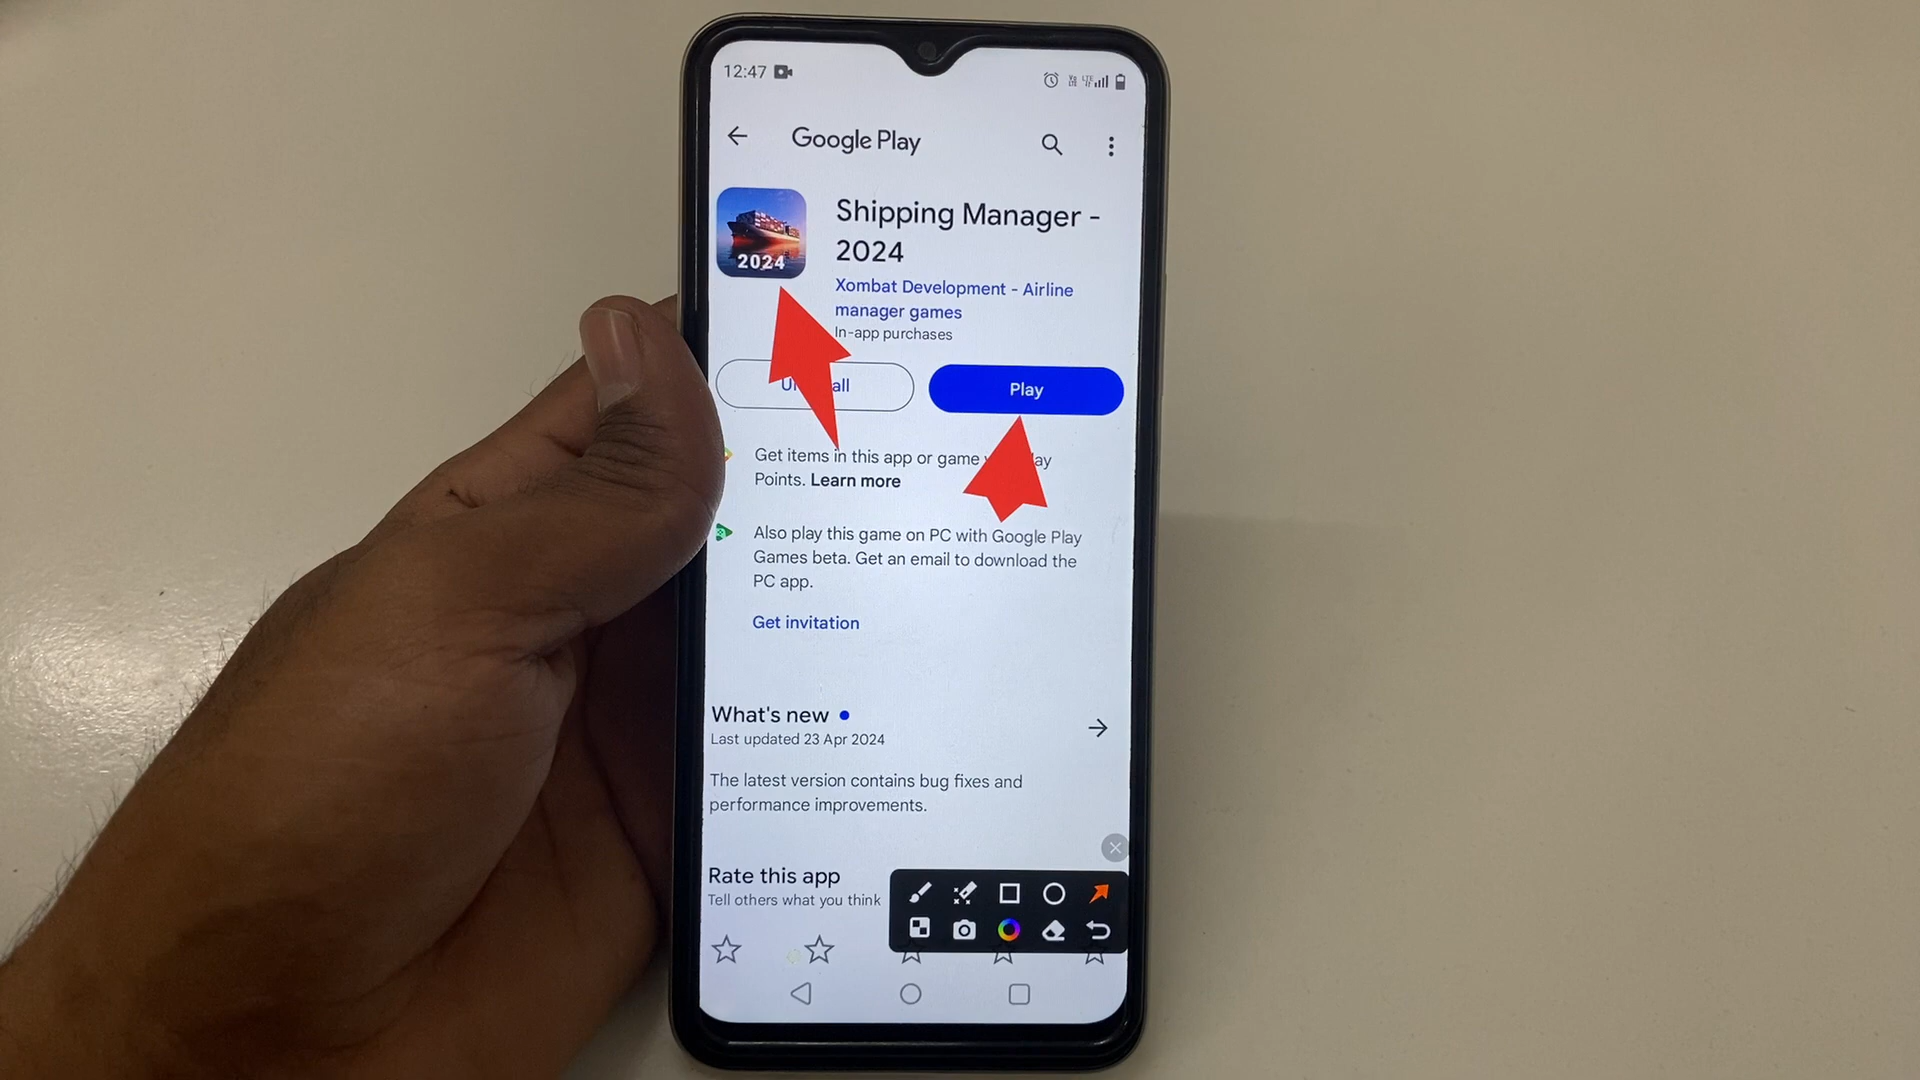 12:47
Google Play
2024
Shipping Manager -
2024
Xombat Development - Airline
manager games
In-app purchases
Play
Get items in this app or game
Points. Learn more
Also play this game on PC with Google Play
Games beta. Get an email to download the
PC app.
Get invitation
What's new
Last updated 23 Apr 2024
The latest version contains bug fixes and
performance improvements.
Rate this app
Tell others what you think